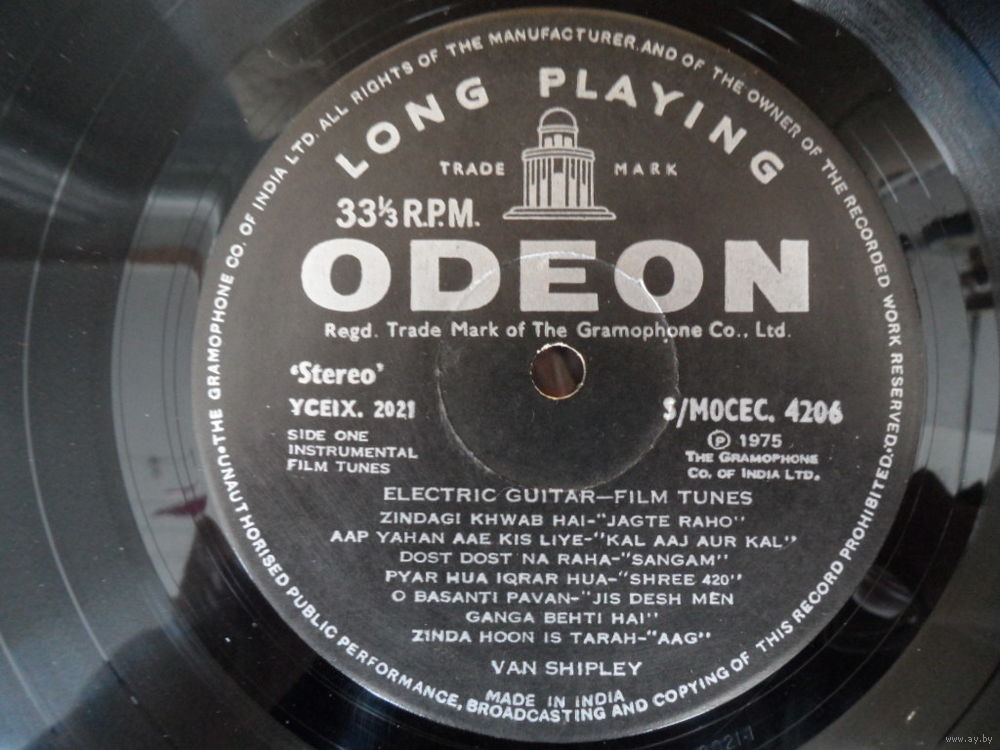 THE GRAMOPHONE CO. OF INDIA LTD. ALL RIGHTS OF THE MANUFACTURER AND OF THE OWNER OF THE RECORDED WORK RESERVED.
UNAUTHORISED PUBLIC PERFORMANCE, BROADCASTING AND COPYING OF THIS RECORD PROHIBITED.
LONG PLAYING
TRADE MARK
33⅓ R.P.M.
ODEON
Regd. Trade Mark of The Gramophone Co., Ltd.
'Stereo'
YCEIX. 2021
S/MOCEC. 4206
SIDE ONE
INSTRUMENTAL
FILM TUNES
℗ 1975
THE GRAMOPHONE
CO. OF INDIA LTD.
ELECTRIC GUITAR—FILM TUNES
ZINDAGI KHWAB HAI-"JAGTE RAHO"
AAP YAHAN AAE KIS LIYE-"KAL AAJ AUR KAL"
DOST DOST NA RAHA-"SANGAM"
PYAR HUA IQRAR HUA-"SHREE 420"
O BASANTI PAVAN-"JIS DESH MEN
GANGA BEHTI HAI"
ZINDA HOON IS TARAH-"AAG"
VAN SHIPLEY
MADE IN INDIA
www.ay.by